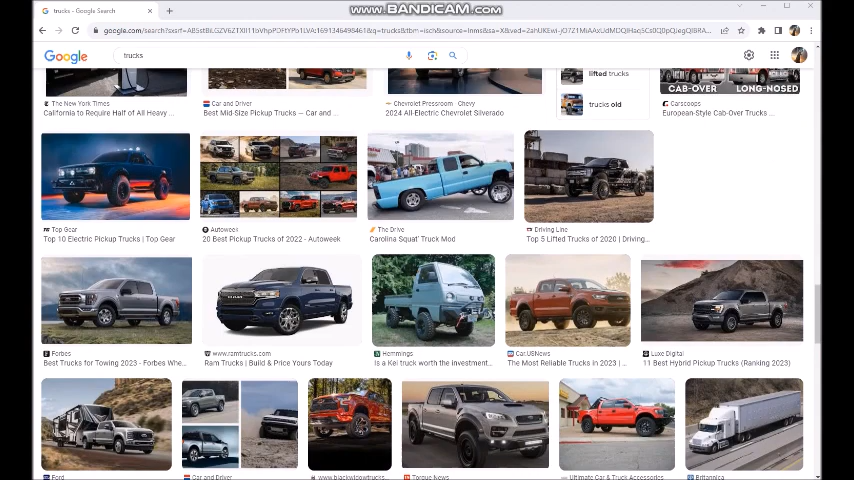 www.BANDICAM.com
trucks - Google Search
Google
trucks
lifted trucks
trucks old
CAB-OVER
LONG-NOSED
The New York Times
California to Require Half of All Heavy ...
Car and Driver
Best Mid-Size Pickup Trucks — Car and ...
Chevrolet Pressroom - Chevy
2024 All-Electric Chevrolet Silverado
Carscoops
European-Style Cab-Over Trucks ...
Top Gear
Top 10 Electric Pickup Trucks | Top Gear
Autoweek
20 Best Pickup Trucks of 2022 - Autoweek
The Drive
Carolina Squat' Truck Mod
Driving Line
Top 5 Lifted Trucks of 2020 | Driving...
Forbes
Best Trucks for Towing 2023 - Forbes Whe...
www.ramtrucks.com
Ram Trucks | Build & Price Yours Today
Hemmings
Is a Kei truck worth the investment...
Car.USNews
The Most Reliable Trucks in 2023 | ...
Luxe Digital
11 Best Hybrid Pickup Trucks (Ranking 2023)
Ford
Car and Driver
www.blackwidowtrucks...
Torque News
Ultimate Car & Truck Accessories
Britannica